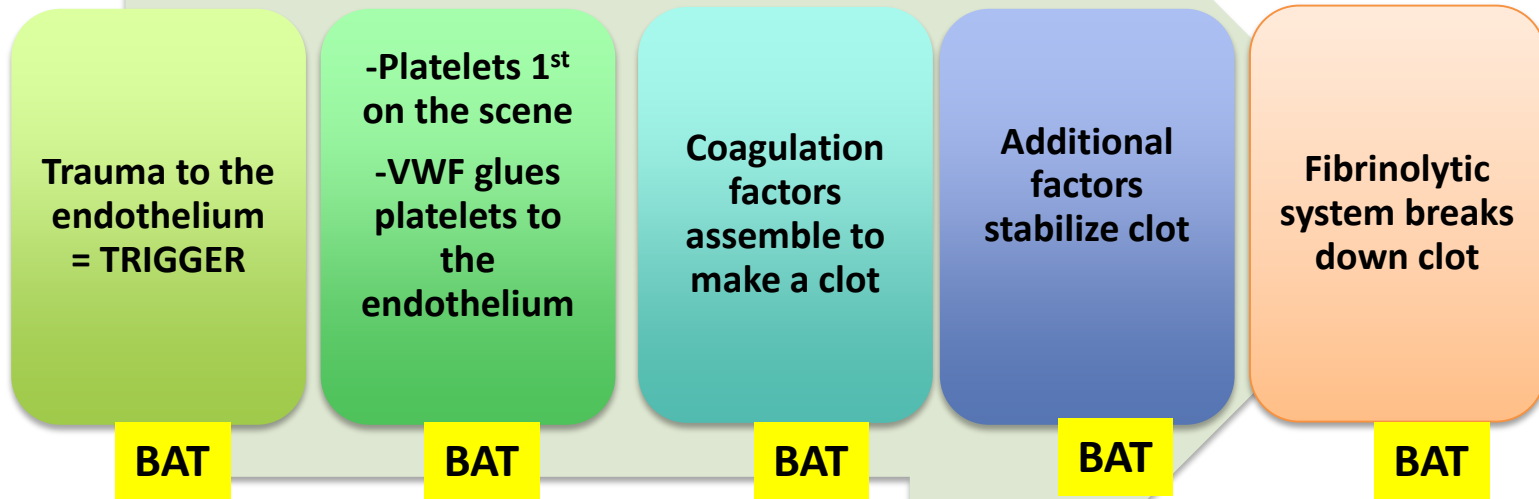 Trauma to the
endothelium
= TRIGGER
-Platelets 1st
on the scene
-VWF glues
platelets to
the
endothelium
Coagulation
factors
assemble to
make a clot
Additional
factors
stabilize clot
Fibrinolytic
system breaks
down clot
BAT
BAT
BAT
BAT
BAT